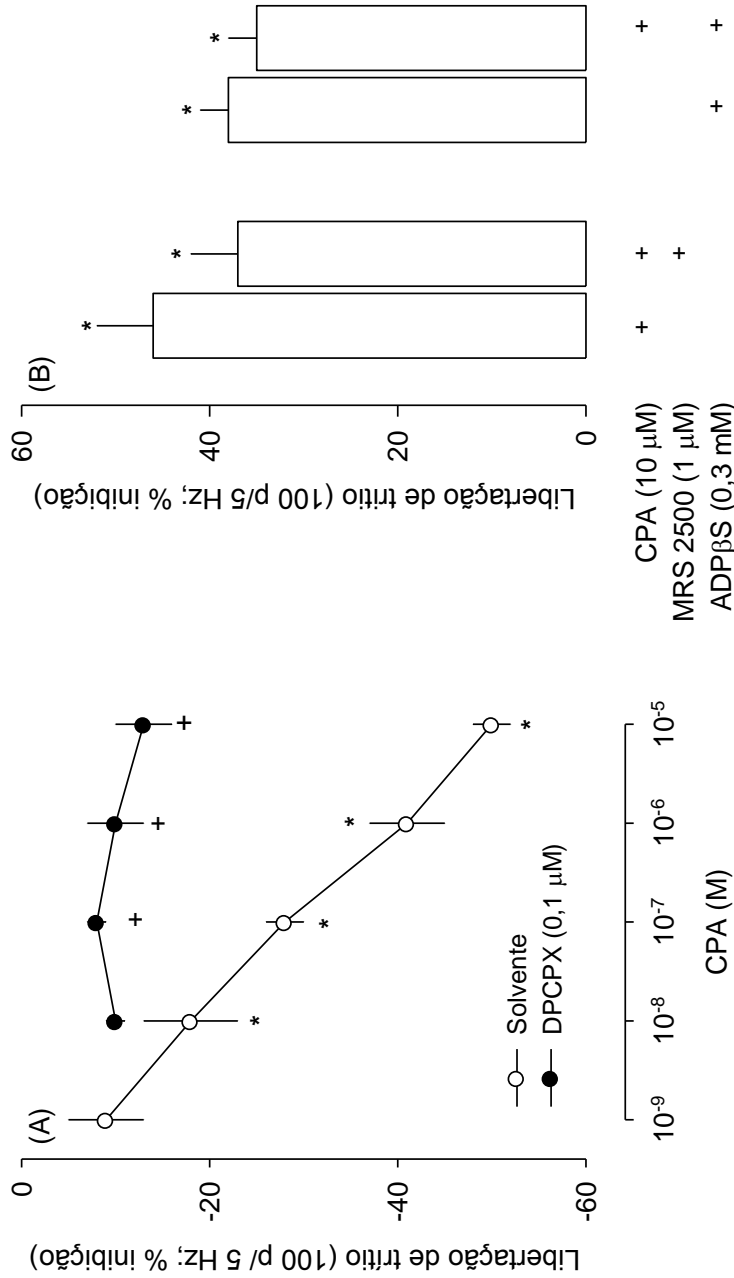 (A)
Libertação de trítio (100 p/ 5 Hz; % inibição)
0
-20
-40
-60
*
*
*
*
+
+
+
Solvente
DPCPX (0,1 µM)
10⁻⁹ 10⁻⁸ 10⁻⁷ 10⁻⁶ 10⁻⁵
CPA (M)
(B)
Libertação de tritio (100 p/5 Hz; % inibição)
60
40
20
0
* * * *
CPA (10 µM) + + +
MRS 2500 (1 µM) +
ADPβS (0,3 mM) + +